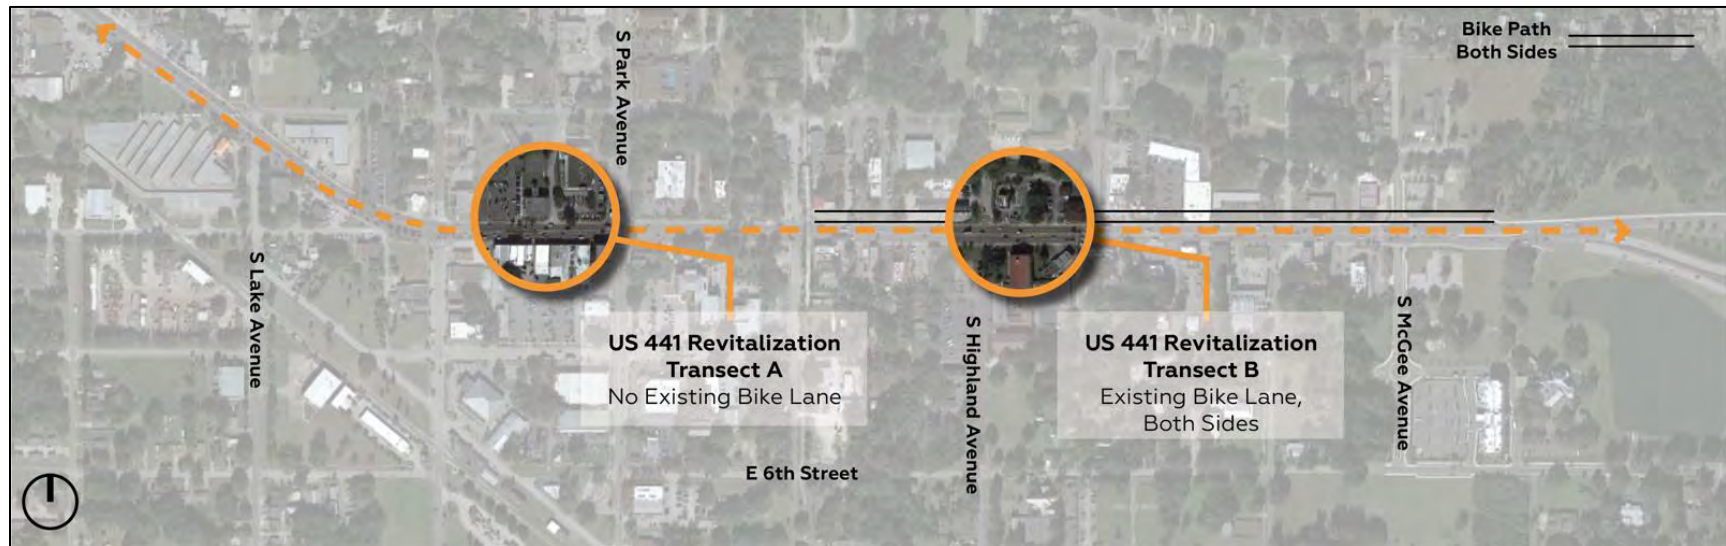 Bike Path
Both Sides
S Park Avenue
S Lake Avenue
US 441 Revitalization
Transect A
No Existing Bike Lane
S Highland Avenue
US 441 Revitalization
Transect B
Existing Bike Lane,
Both Sides
S McGee Avenue
E 6th Street